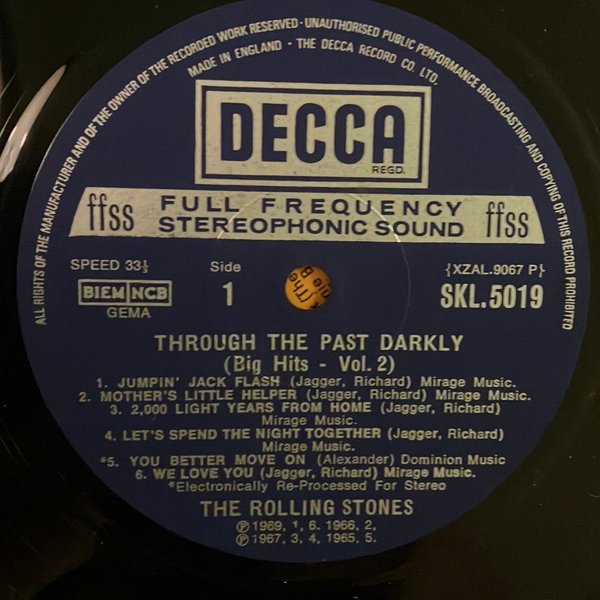 ALL RIGHTS OF THE MANUFACTURER AND OF THE OWNER OF THE RECORDED WORK RESERVED · UNAUTHORISED PUBLIC PERFORMANCE, BROADCASTING AND COPYING OF THIS RECORD PROHIBITED
MADE IN ENGLAND · THE DECCA RECORD CO. LTD.
DECCA
REGD.
ffss FULL FREQUENCY ffss
STEREOPHONIC SOUND
SPEED 33⅓ Side {XZAL.9067 P}
BIEM NCB 1 SKL.5019
GEMA
The
THROUGH THE PAST DARKLY
(Big Hits - Vol. 2)
1. JUMPIN' JACK FLASH (Jagger, Richard) Mirage Music.
2. MOTHER'S LITTLE HELPER (Jagger, Richard) Mirage Music.
3. 2,000 LIGHT YEARS FROM HOME (Jagger, Richard)
Mirage Music.
4. LET'S SPEND THE NIGHT TOGETHER (Jagger, Richard)
Mirage Music.
*5. YOU BETTER MOVE ON (Alexander) Dominion Music
6. WE LOVE YOU (Jagger, Richard) Mirage Music.
*Electronically Re-Processed For Stereo
THE ROLLING STONES
℗ 1969, 1, 6. 1966, 2,
℗ 1967, 3, 4, 1965, 5.